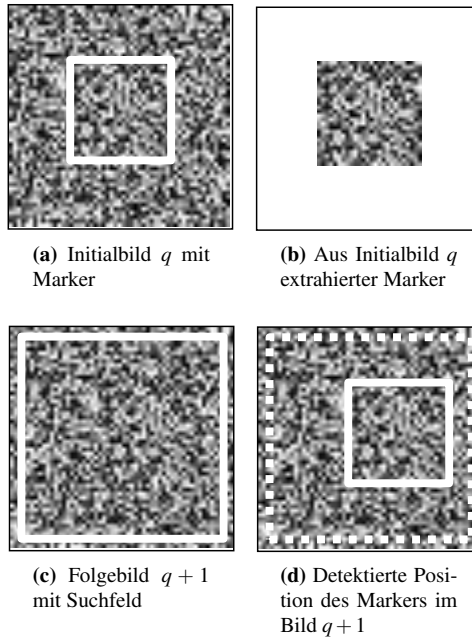 (a) Initialbild q mit
Marker
(b) Aus Initialbild q
extrahierter Marker
(c) Folgebild q + 1
mit Suchfeld
(d) Detektierte Posi-
tion des Markers im
Bild q + 1